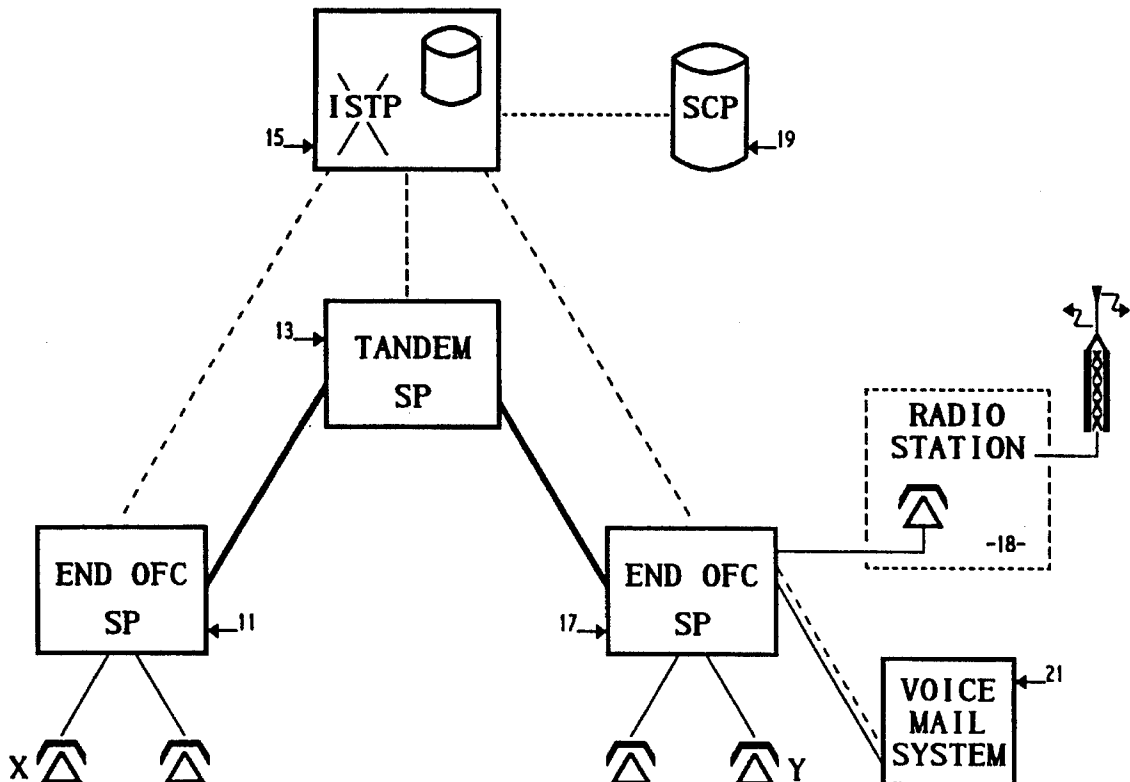 ISTP
SCP
15
19
13
TANDEM
SP
RADIO
STATION
-18-
END OFC
SP
11
END OFC
SP
17
21
VOICE
MAIL
SYSTEM
X
Y